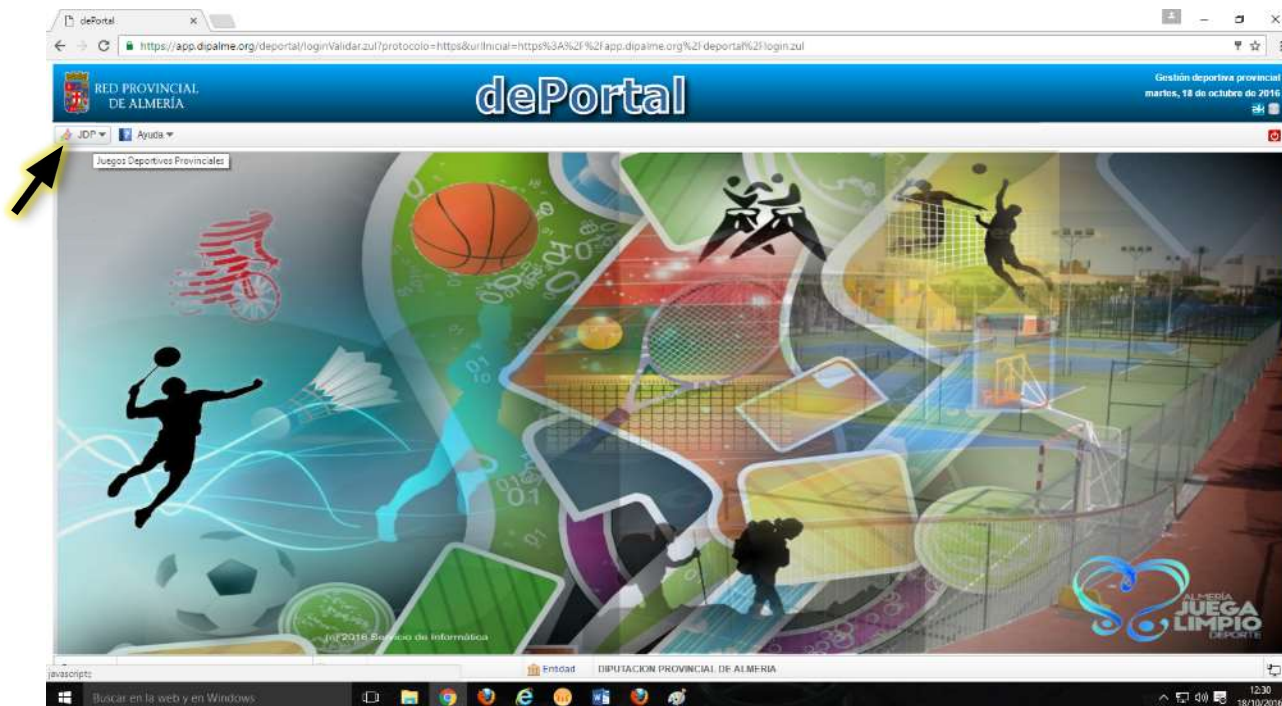 dePortal
https://app.dipalme.org/deportal/loginValidar.zul?protocolo=https&urlInicial=https%3A%2F%2Fapp.dipalme.org%2Fdeportal%2Flogin.zul
RED PROVINCIAL
DE ALMERÍA
dePortal
Gestión deportiva provincial
martes, 18 de octubre de 2016
JDP
Ayuda
Juegos Deportivos Provinciales
(c) 2016 Servicio de Informática
ALMERÍA
JUEGA
LIMPIO
DEPORTE
Entidad
DIPUTACION PROVINCIAL DE ALMERIA
Buscar en la web y en Windows
12:30
18/10/2016